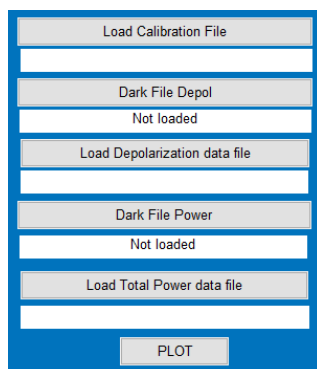 Load Calibration File
Dark File Depol
Not loaded
Load Depolarization data file
Dark File Power
Not loaded
Load Total Power data file
PLOT